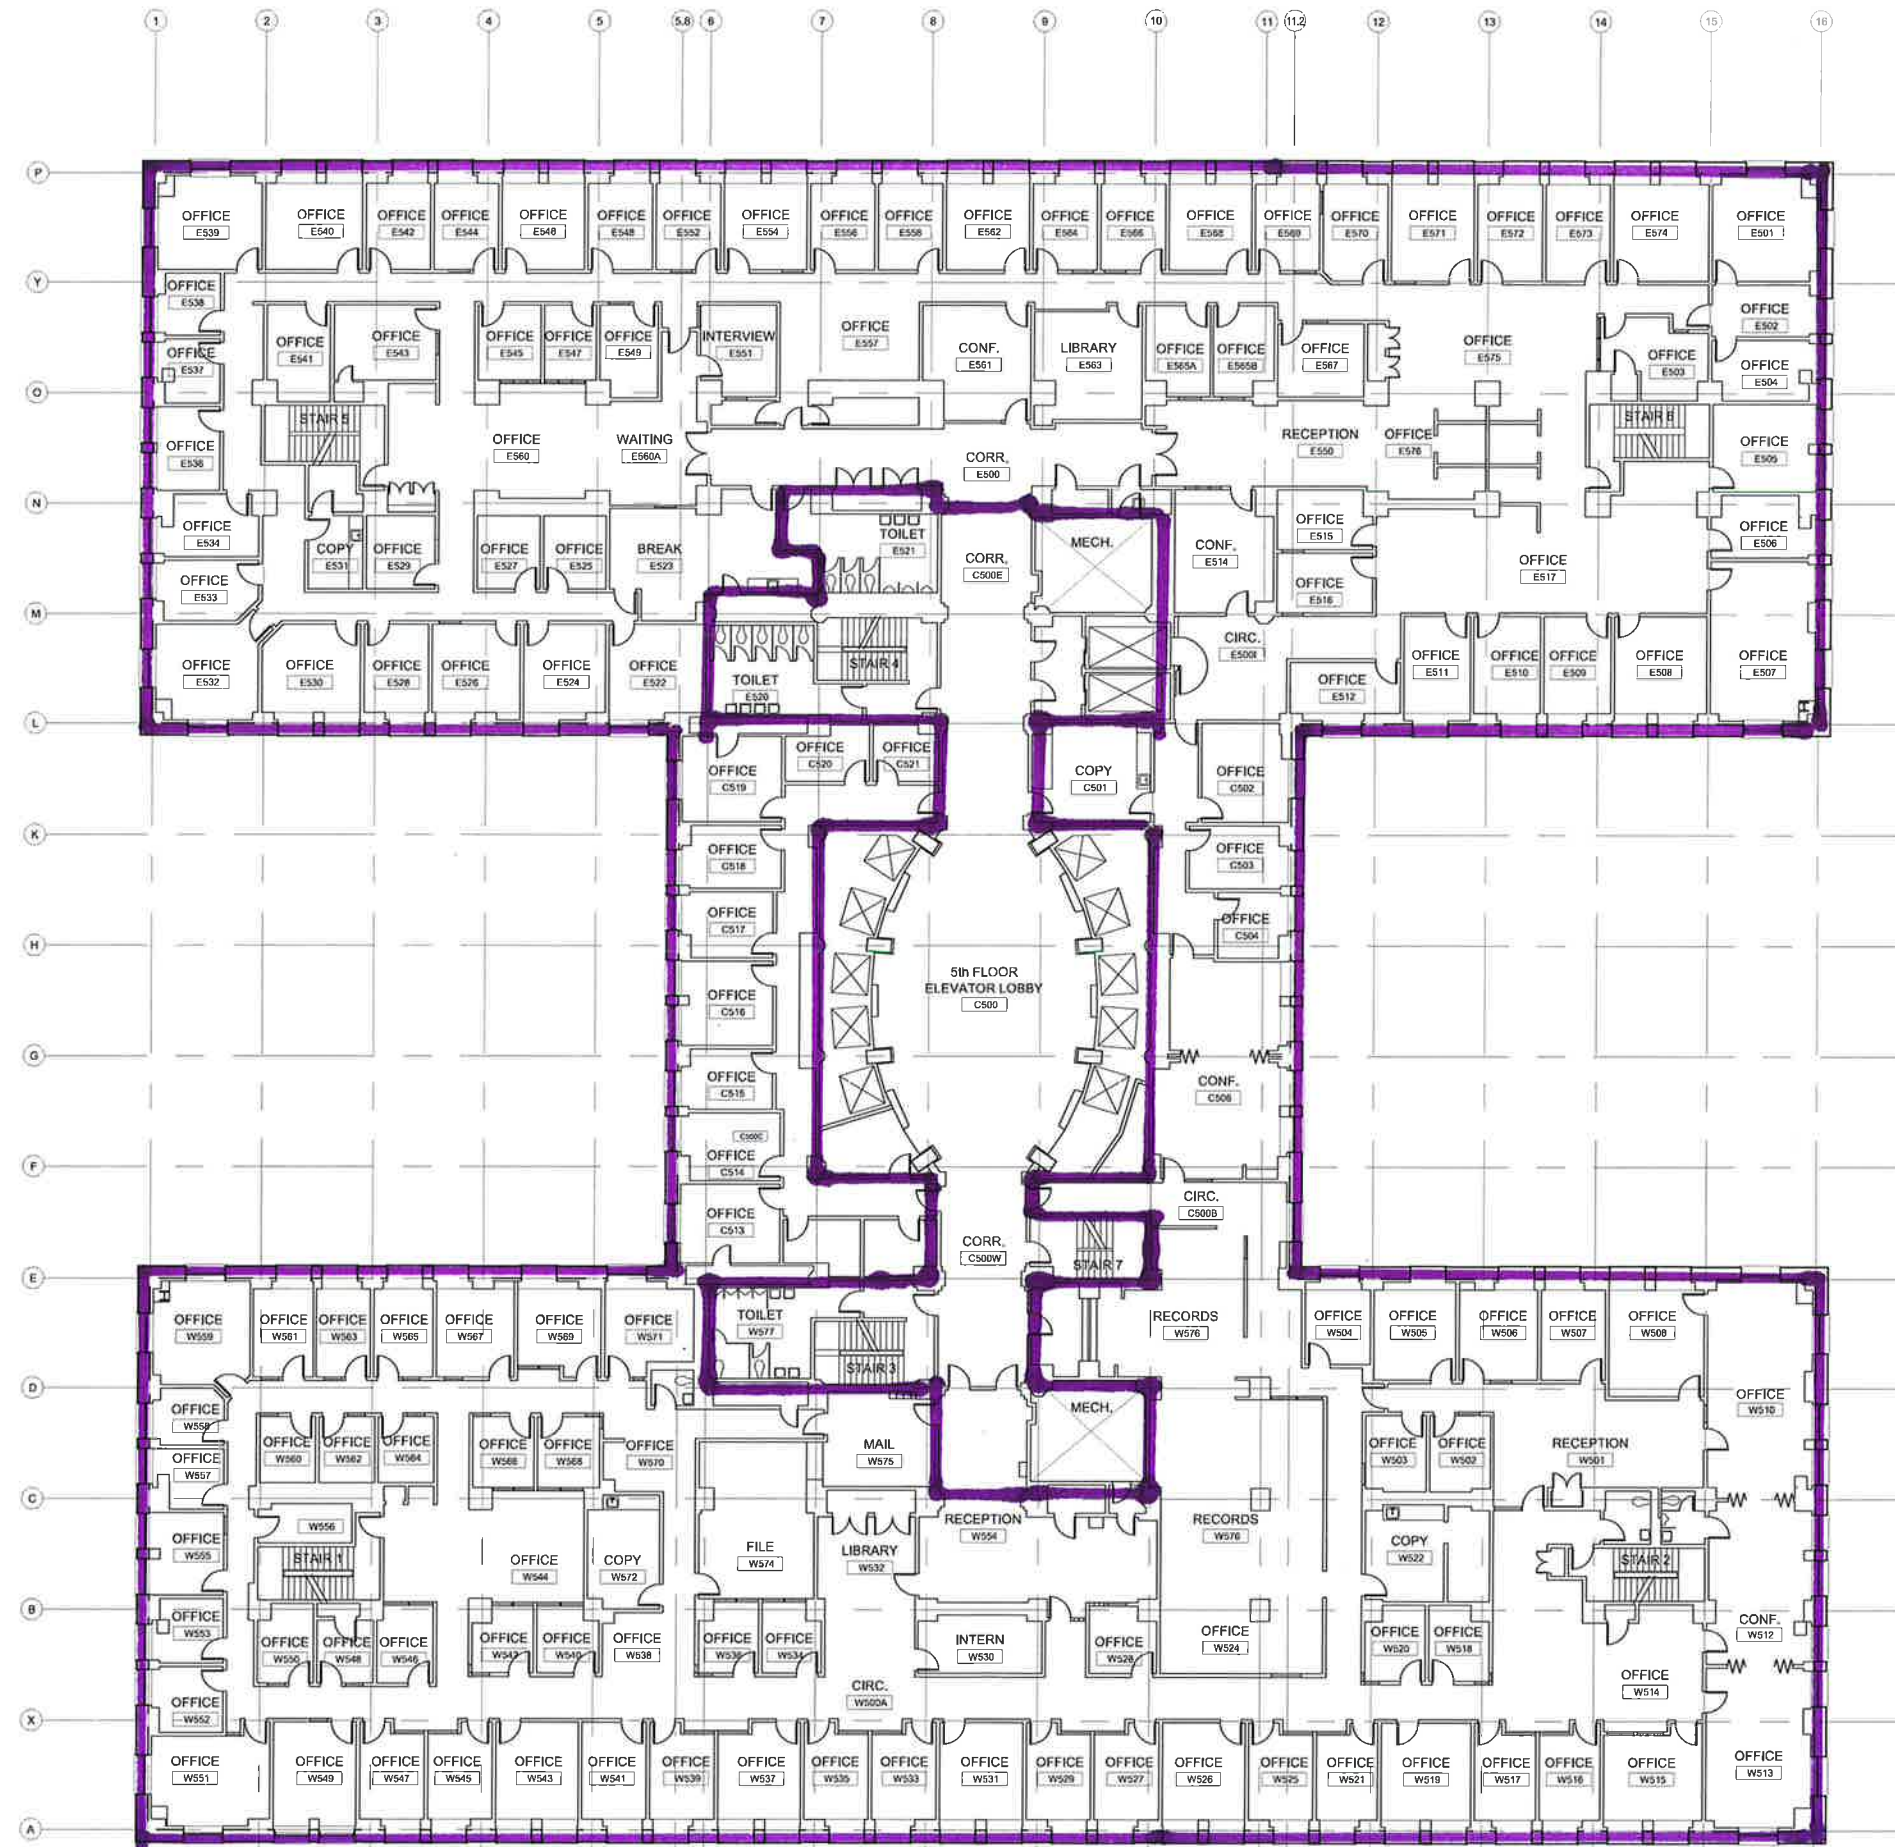 1 2 3 4 5 5.8 6 7 8 9 10 11 11.2 12 13 14 15 16
P
OFFICE OFFICE OFFICE OFFICE OFFICE OFFICE OFFICE OFFICE OFFICE OFFICE OFFICE OFFICE OFFICE OFFICE OFFICE OFFICE OFFICE OFFICE OFFICE OFFICE OFFICE
E539 E540 E542 E544 E548 E548 E552 E554 E556 E558 E562 E564 E566 E568 E569 E570 E571 E572 E573 E574 E501
Y
OFFICE
E538
OFFICE
E502
OFFICE
E537
OFFICE
E541
OFFICE
E543
OFFICE
E545
OFFICE
E547
OFFICE
E549
INTERVIEW
E551
OFFICE
E557
CONF.
E561
LIBRARY
E563
OFFICE
E565A
OFFICE
E565B
OFFICE
E567
OFFICE
E575
OFFICE
E503
OFFICE
E504
O
STAIR 5
OFFICE
E536
OFFICE
E560
WAITING
E560A
CORR.
E500
RECEPTION
E550
OFFICE
E576
STAIR 6
OFFICE
E505
N
OFFICE
E534
COPY
E531
OFFICE
E529
OFFICE
E527
OFFICE
E525
BREAK
E523
TOILET
E521
CORR.
C500E
MECH.
CONF.
E514
OFFICE
E515
OFFICE
E517
OFFICE
E506
OFFICE
E533
OFFICE
E516
M
OFFICE
E532
OFFICE
E530
OFFICE
E528
OFFICE
E526
OFFICE
E524
OFFICE
E522
TOILET
E520
STAIR 4
CIRC.
E500I
OFFICE
E512
OFFICE
E511
OFFICE
E510
OFFICE
E509
OFFICE
E508
OFFICE
E507
L
OFFICE
C519
OFFICE
C520
OFFICE
C521
COPY
C501
OFFICE
C502
K
OFFICE
C518
OFFICE
C503
OFFICE
C517
OFFICE
C504
H
OFFICE
C516
5th FLOOR
ELEVATOR LOBBY
C500
G
OFFICE
C515
CONF.
C506
C500C
OFFICE
C514
F
OFFICE
C513
CIRC.
C500B
CORR.
C500W
STAIR 7
E
OFFICE
W559
OFFICE
W561
OFFICE
W563
OFFICE
W565
OFFICE
W567
OFFICE
W569
OFFICE
W571
TOILET
W577
STAIR 3
RECORDS
W576
OFFICE
W504
OFFICE
W505
OFFICE
W506
OFFICE
W507
OFFICE
W508
D
OFFICE
W558
OFFICE
W510
OFFICE
W557
OFFICE
W560
OFFICE
W562
OFFICE
W564
OFFICE
W566
OFFICE
W568
OFFICE
W570
MAIL
W575
MECH.
OFFICE
W503
OFFICE
W502
RECEPTION
W501
C
OFFICE
W555
W556
STAIR 1
OFFICE
W544
COPY
W572
FILE
W574
LIBRARY
W532
RECEPTION
W554
RECORDS
W576
COPY
W522
STAIR 2
B
OFFICE
W553
OFFICE
W550
OFFICE
W548
OFFICE
W546
OFFICE
W542
OFFICE
W540
OFFICE
W538
OFFICE
W536
OFFICE
W534
INTERN
W530
OFFICE
W528
OFFICE
W524
OFFICE
W520
OFFICE
W518
CONF.
W512
OFFICE
W552
CIRC.
W500A
OFFICE
W514
X
OFFICE OFFICE OFFICE OFFICE OFFICE OFFICE OFFICE OFFICE OFFICE OFFICE OFFICE OFFICE OFFICE OFFICE OFFICE OFFICE OFFICE OFFICE OFFICE OFFICE OFFICE
W551 W549 W547 W545 W543 W541 W539 W537 W535 W533 W531 W529 W527 W526 W525 W521 W519 W517 W516 W515 W513
A